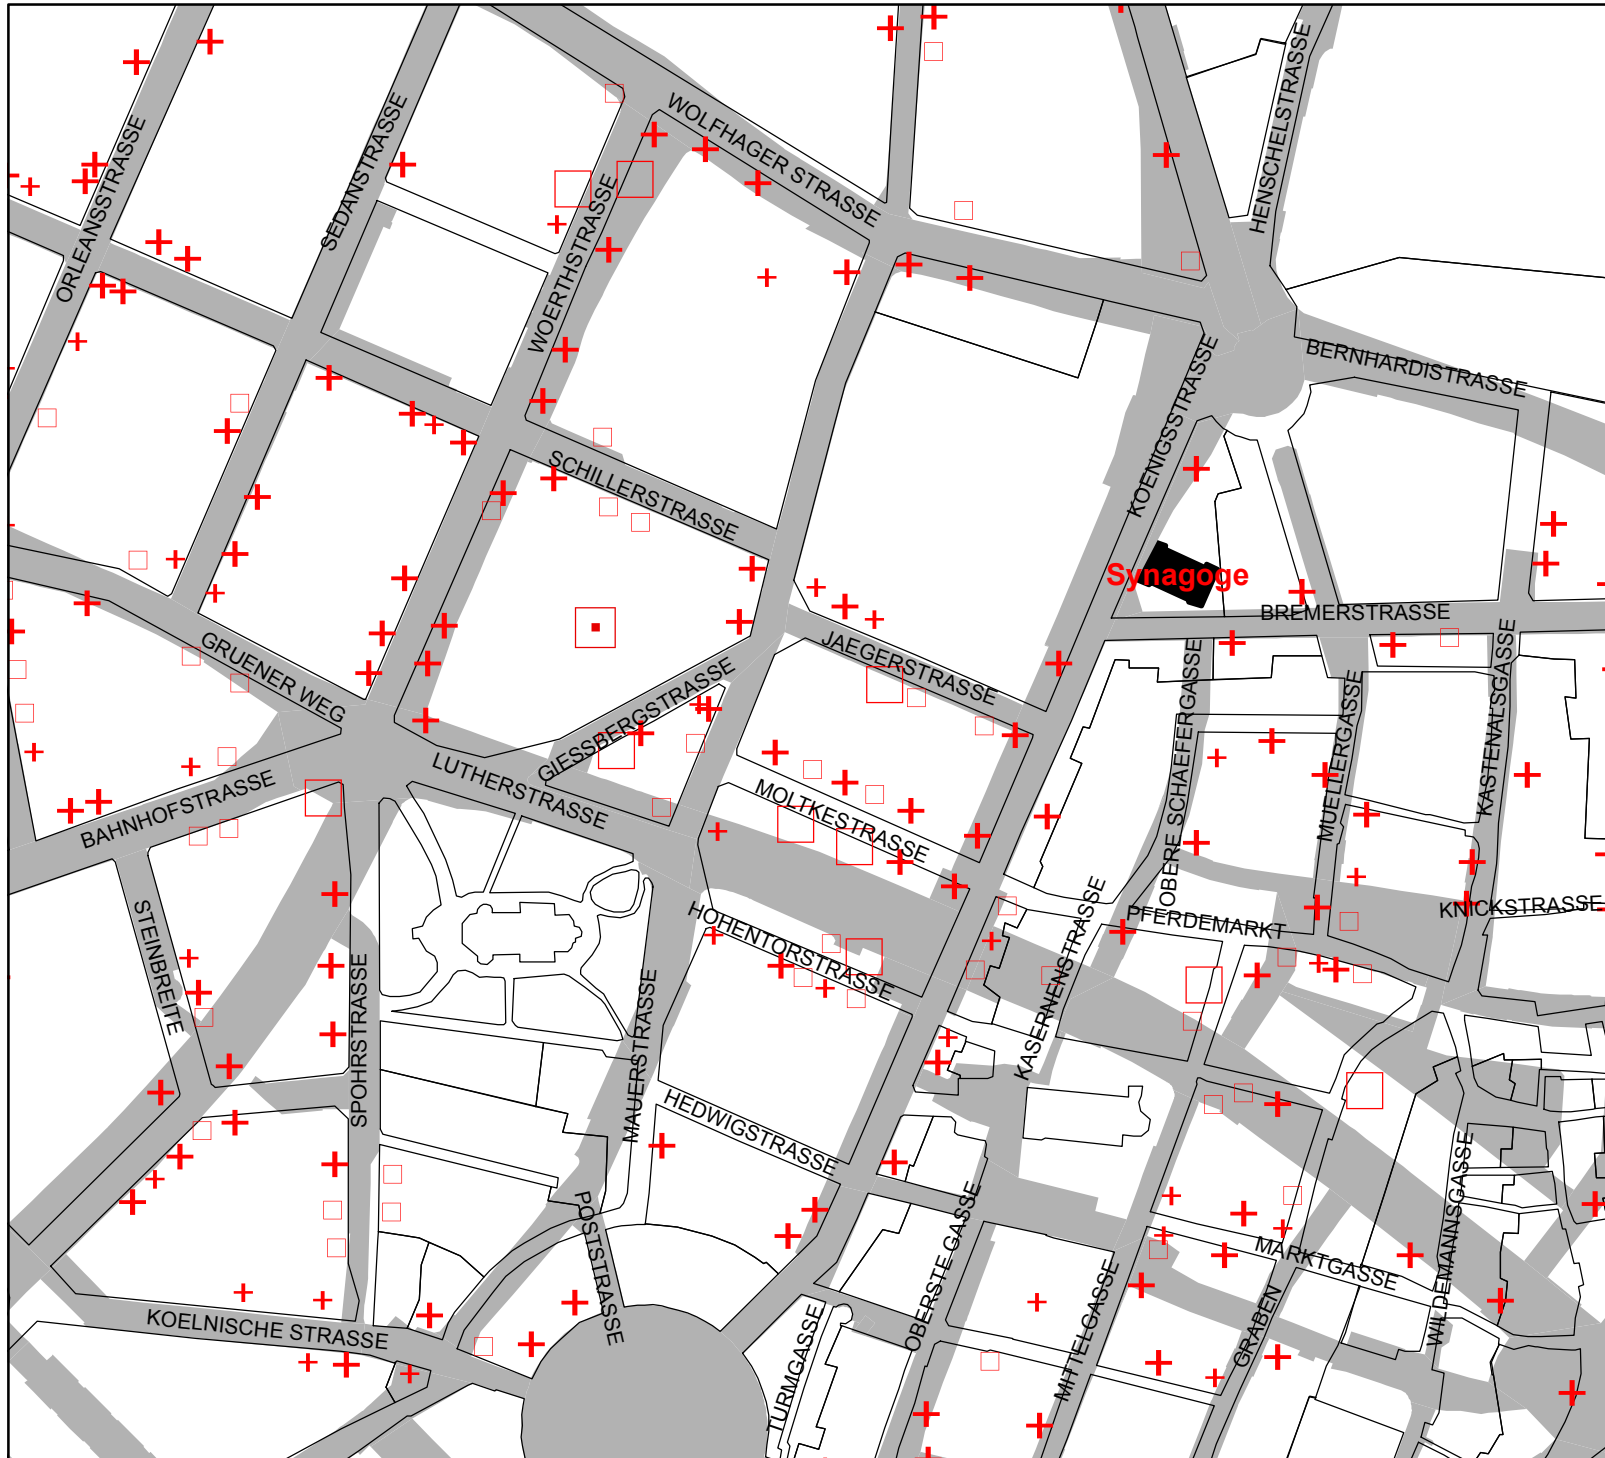 WOLFHAGER STRASSE
HENSCHELSTRASSE
ORLEANSSTRASSE
SEDANSTRASSE
WOERTHSTRASSE
BERNHARDISTRASSE
KOENIGSSTRASSE
SCHILLERSTRASSE
Synagoge
BREMERSTRASSE
GRUENER WEG
JAEGERSTRASSE
GIESSBERGSTRASSE
OBERE SCHAEFERGASSE
MUELLERGASSE
KASTENALSGASSE
LUTHERSTRASSE
BAHNHOFSTRASSE
MOLTKESTRASSE
STEINBREITE
HOHENTORSTRASSE
KASERNENSTRASSE
PFERDEMARKT
KNICKSTRASSE
SPOHRSTRASSE
MAUERSTRASSE
HEDWIGSTRASSE
POSTSTRASSE
OBERSTE GASSE
MARKTGASSE
WILDEMANNSGASSE
KOELNISCHE STRASSE
TURMGASSE
MITTELGASSE
GRABEN